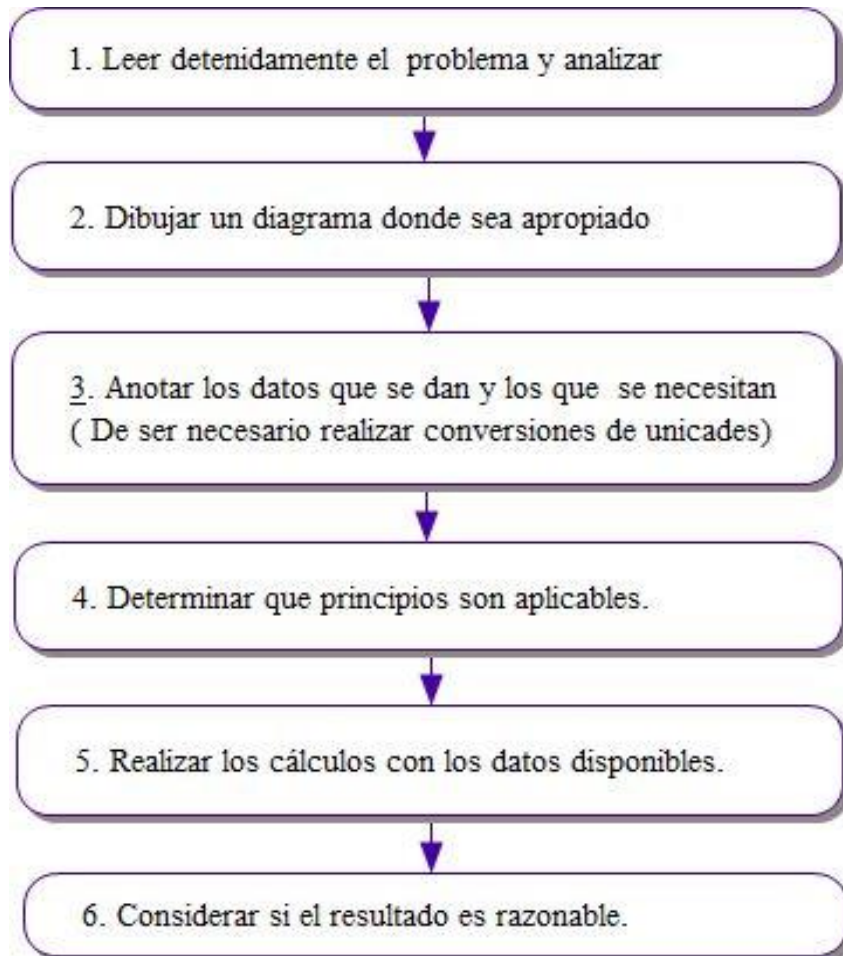 1. Leer detenidamente el problema y analizar
2. Dibujar un diagrama donde sea apropiado
3. Anotar los datos que se dan y los que se necesitan
( De ser necesario realizar conversiones de unicades)
4. Determinar que principios son aplicables.
5. Realizar los cálculos con los datos disponibles.
6. Considerar si el resultado es razonable.